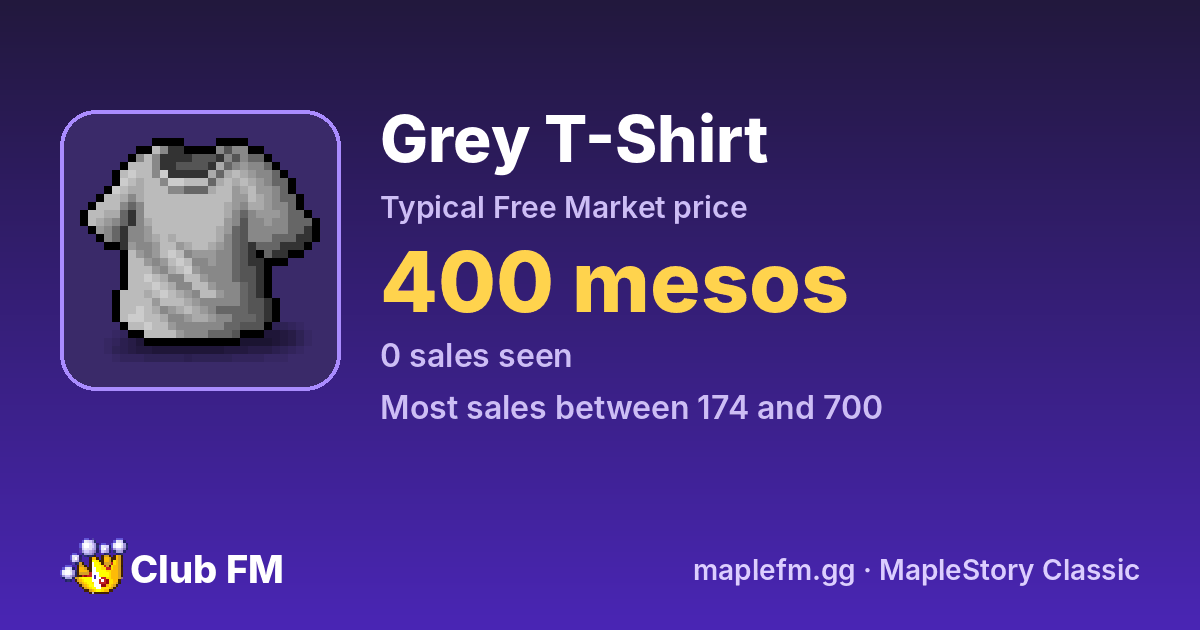 Grey T-Shirt
Typical Free Market price
400 mesos
0 sales seen
Most sales between 174 and 700
Club FM
maplefm.gg · MapleStory Classic